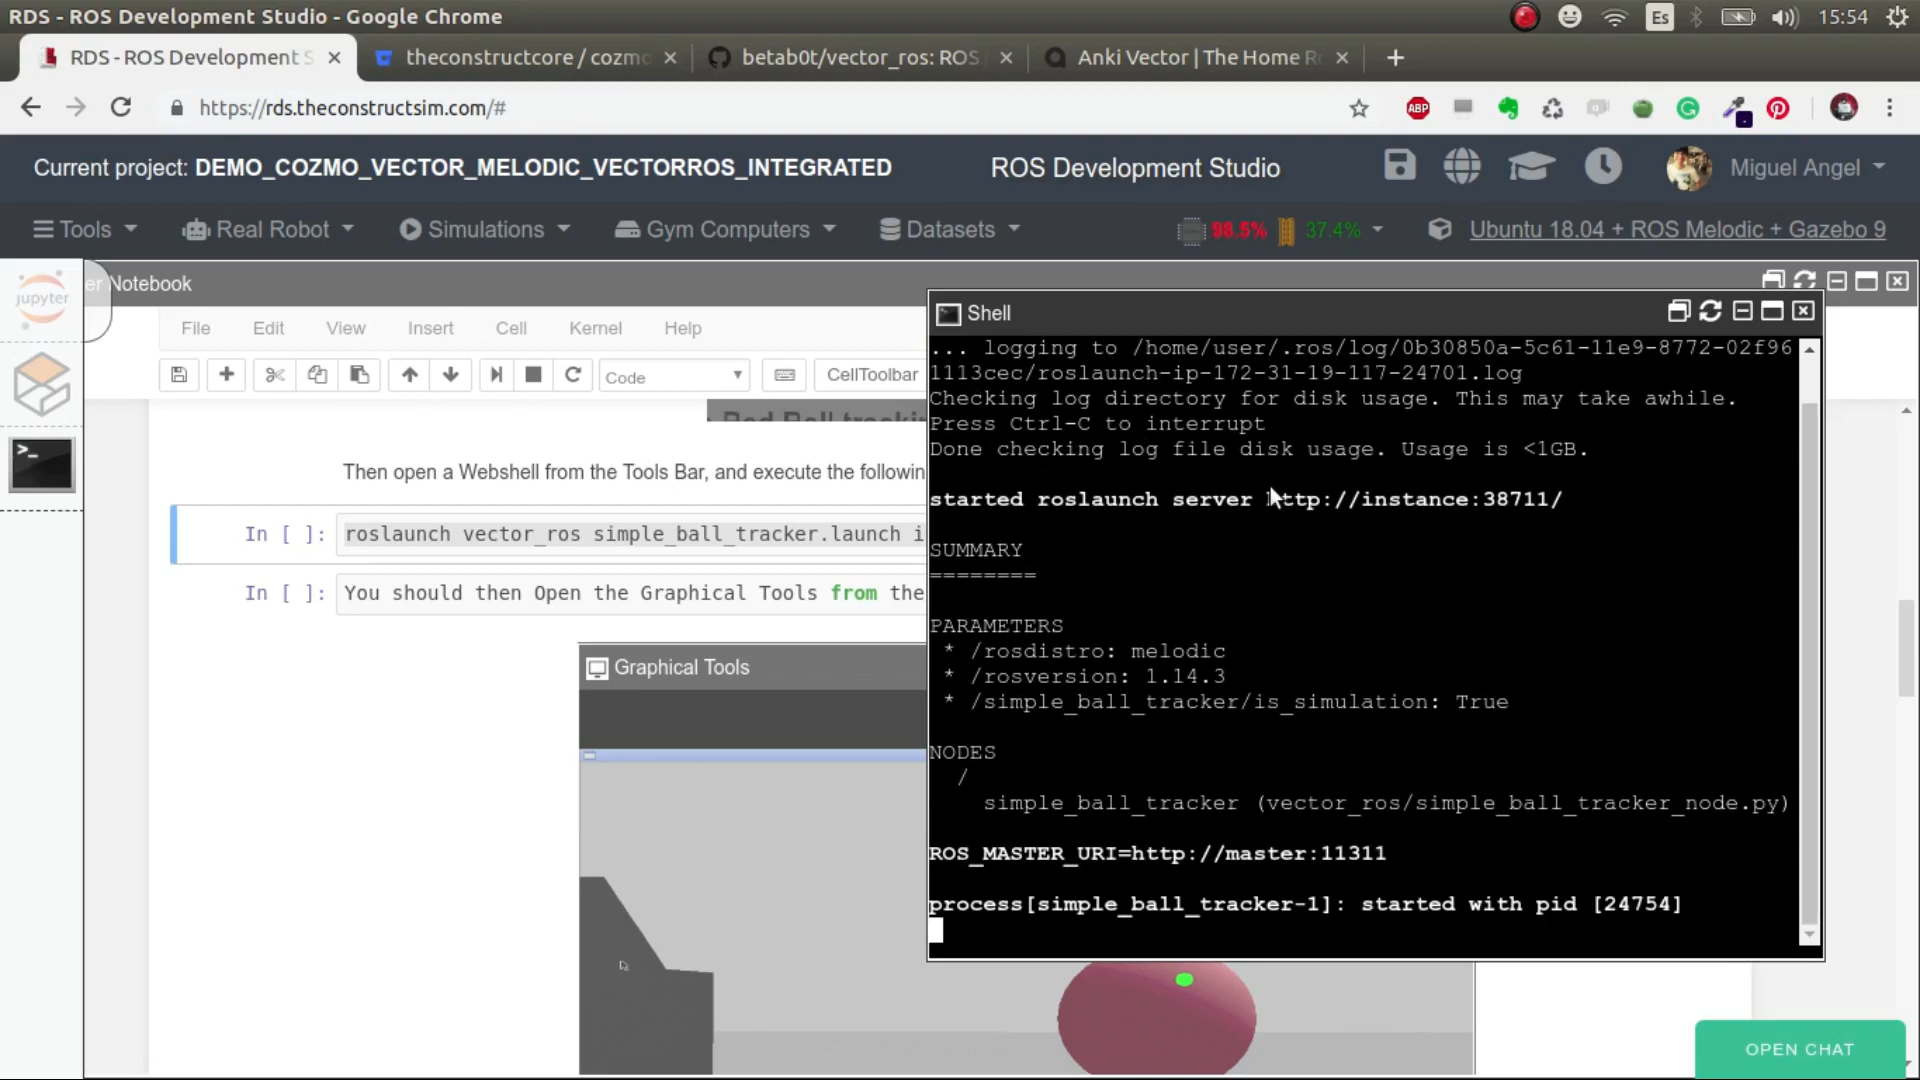 RDS - ROS Development Studio - Google Chrome
Es
15:54
RDS - ROS Development S
theconstructcore / cozmo
betab0t/vector_ros: ROS
Anki Vector | The Home Ro
https://rds.theconstructsim.com/#
ABP
Current project: DEMO_COZMO_VECTOR_MELODIC_VECTORROS_INTEGRATED
ROS Development Studio
Miguel Angel
Tools
Real Robot
Simulations
Gym Computers
Datasets
98.5%
37.4%
Ubuntu 18.04 + ROS Melodic + Gazebo 9
jupyter
er Notebook
File
Edit
View
Insert
Cell
Kernel
Help
Code
CellToolbar
Red Ball tracking
Then open a Webshell from the Tools Bar, and execute the followin
In [ ]:
roslaunch vector_ros simple_ball_tracker.launch i
In [ ]:
You should then Open the Graphical Tools from the
Graphical Tools
Shell
... logging to /home/user/.ros/log/0b30850a-5c61-11e9-8772-02f96
1113cec/roslaunch-ip-172-31-19-117-24701.log
Checking log directory for disk usage. This may take awhile.
Press Ctrl-C to interrupt
Done checking log file disk usage. Usage is <1GB.
started roslaunch server http://instance:38711/
SUMMARY
========
PARAMETERS
* /rosdistro: melodic
* /rosversion: 1.14.3
* /simple_ball_tracker/is_simulation: True
NODES
/
simple_ball_tracker (vector_ros/simple_ball_tracker_node.py)
ROS_MASTER_URI=http://master:11311
process[simple_ball_tracker-1]: started with pid [24754]
OPEN CHAT